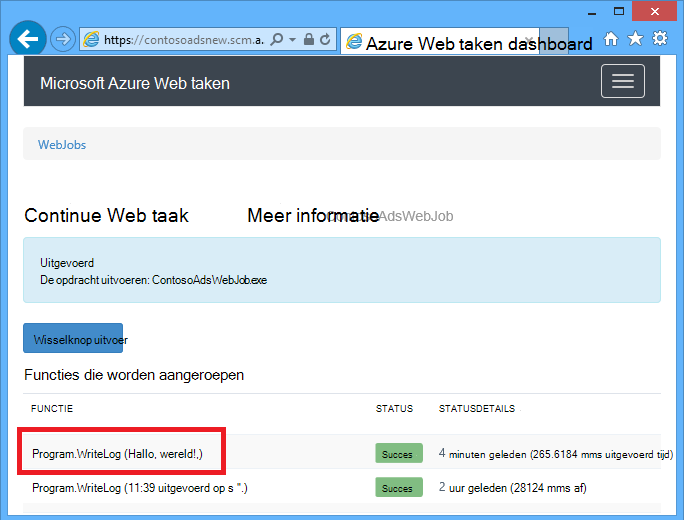 https://contosoadsnew.scm.a. Azure Web taken dashboard
Microsoft Azure Web taken
WebJobs
Continue Web taak Meer informatie AdsWebJob
Uitgevoerd
De opdracht uitvoeren: ContosoAdsWebJob.exe
Wisselknop uitvoer
Functies die worden aangeroepen
FUNCTIE STATUS STATUSDETAILS
Program.WriteLog (Hallo, wereld!,) Succes 4 minuten geleden (265.6184 mms uitgevoerd tijd)
Program.WriteLog (11:39 uitgevoerd op s ".) Succes 2 uur geleden (28124 mms af)